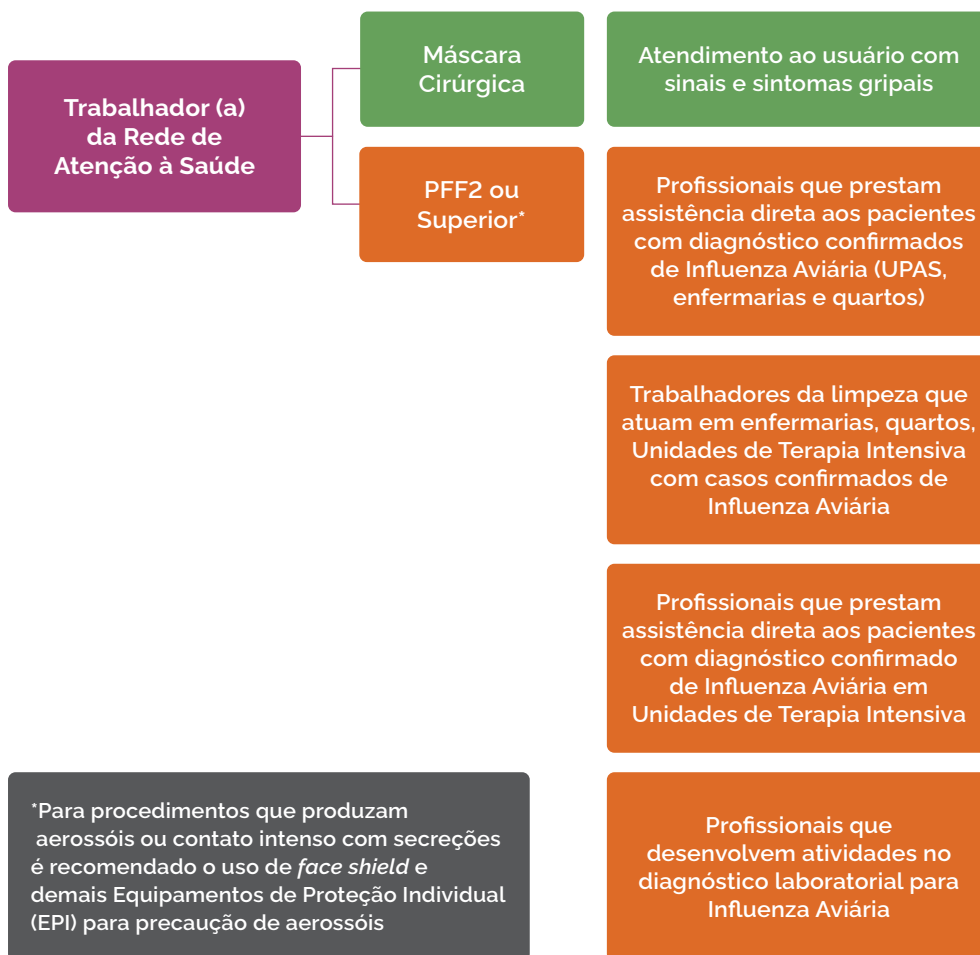 Trabalhador (a)
da Rede de
Atenção à Saúde
Máscara
Cirúrgica
Atendimento ao usuário com
sinais e sintomas gripais
PFF2 ou
Superior*
Profissionais que prestam
assistência direta aos pacientes
com diagnóstico confirmados
de Influenza Aviária (UPAS,
enfermarias e quartos)
Trabalhadores da limpeza que
atuam em enfermarias, quartos,
Unidades de Terapia Intensiva
com casos confirmados de
Influenza Aviária
Profissionais que prestam
assistência direta aos pacientes
com diagnóstico confirmado
de Influenza Aviária em
Unidades de Terapia Intensiva
*Para procedimentos que produzam
aerossóis ou contato intenso com secreções
é recomendado o uso de face shield e
demais Equipamentos de Proteção Individual
(EPI) para precaução de aerossóis
Profissionais que
desenvolvem atividades no
diagnóstico laboratorial para
Influenza Aviária